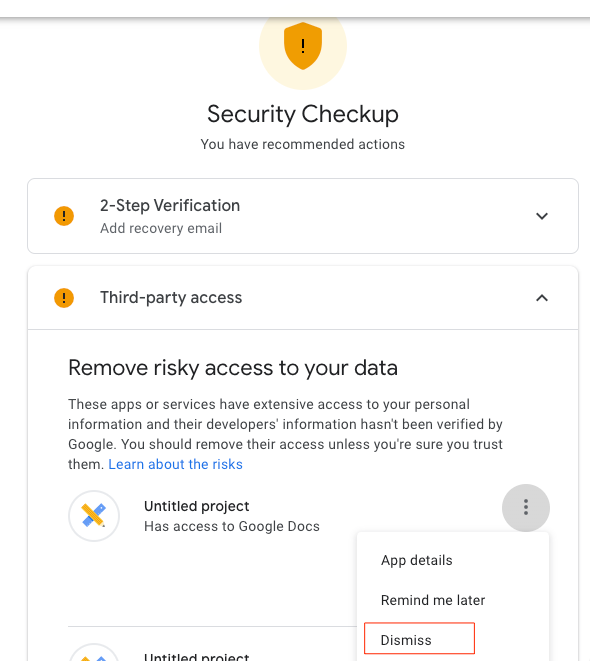 Security Checkup
You have recommended actions
2-Step Verification
Add recovery email
Third-party access
Remove risky access to your data
These apps or services have extensive access to your personal
information and their developers' information hasn't been verified by
Google. You should remove their access unless you're sure you trust
them. Learn about the risks
Untitled project
Has access to Google Docs
App details
Remind me later
Dismiss
Untitled project